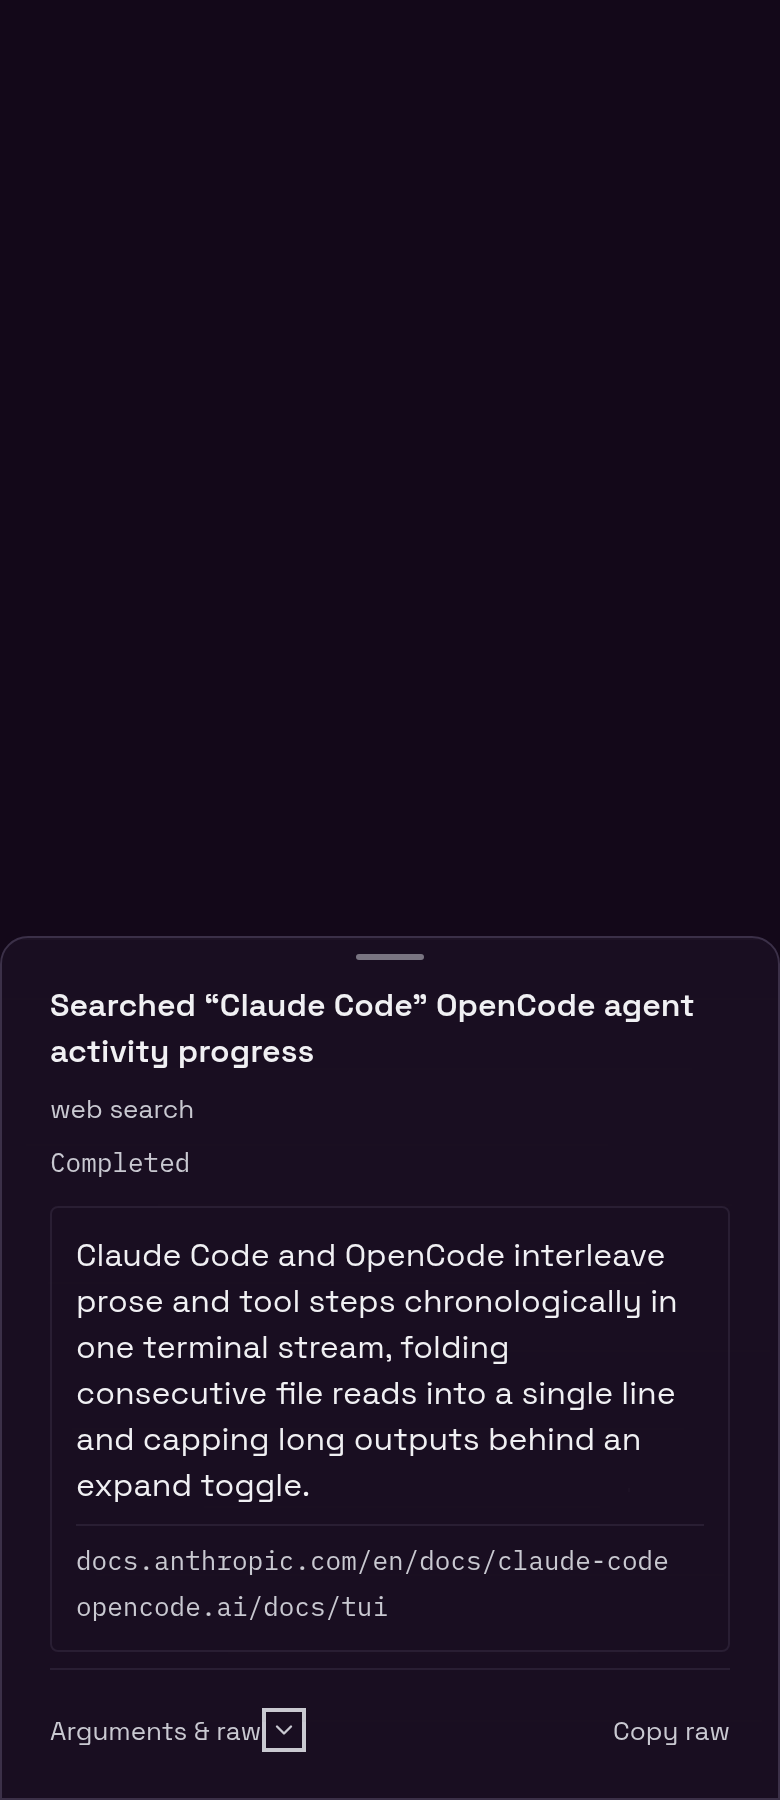 Searched “Claude Code” OpenCode agent
activity progress
web search
Completed
Claude Code and OpenCode interleave
prose and tool steps chronologically in
one terminal stream, folding
consecutive file reads into a single line
and capping long outputs behind an
expand toggle.
docs.anthropic.com/en/docs/claude-code
opencode.ai/docs/tui
Arguments & raw
Copy raw